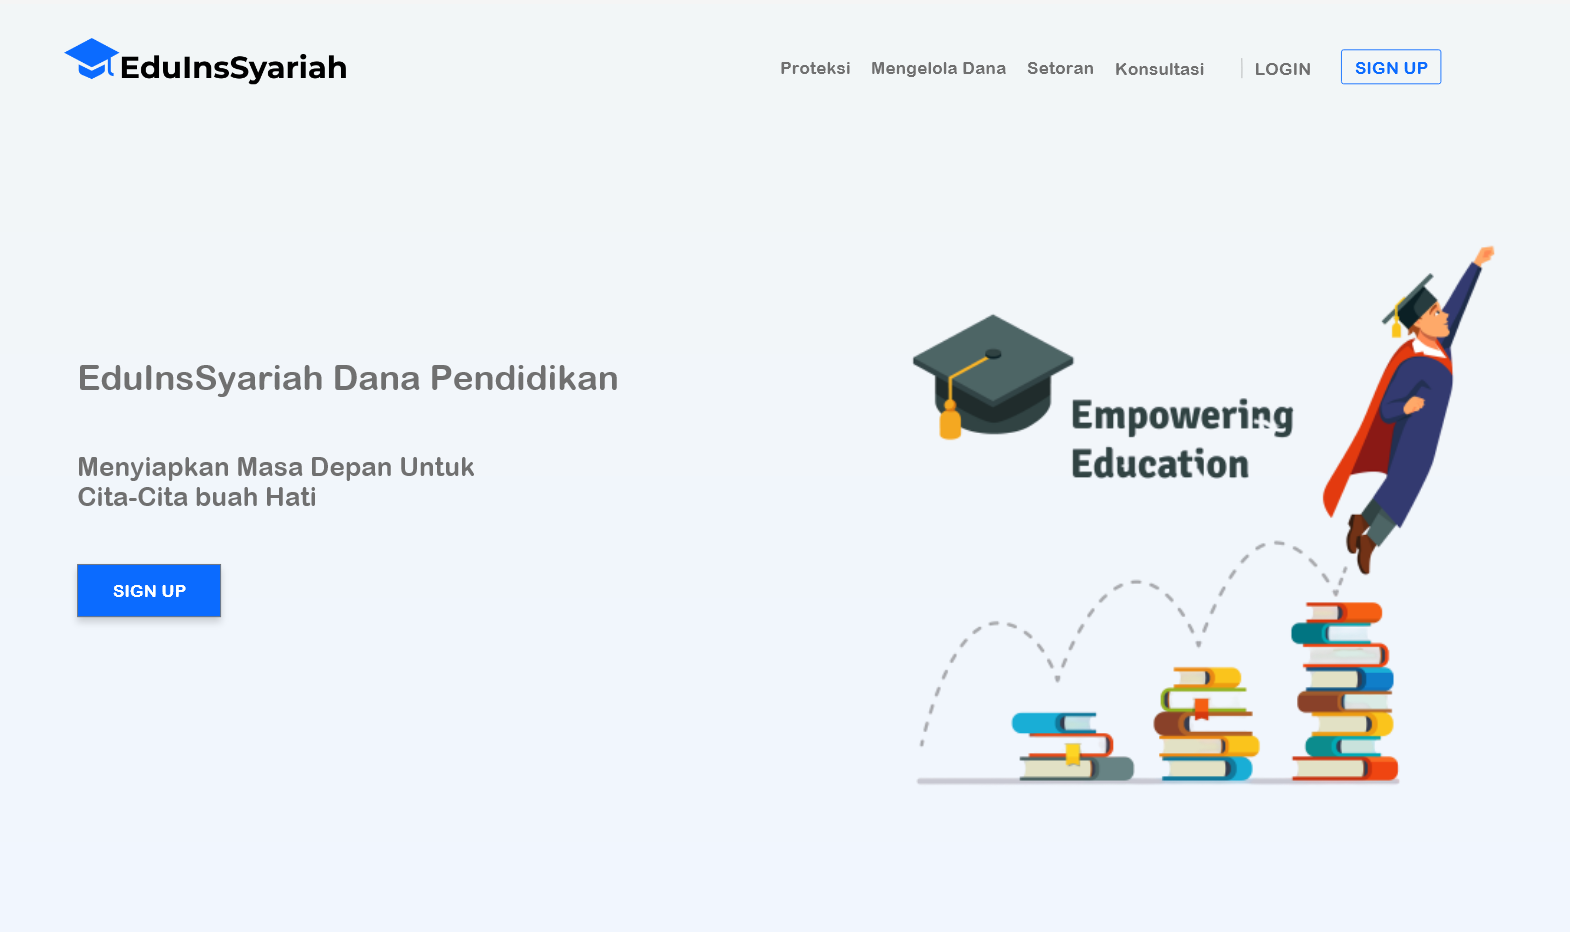 EduInsSyariah
Proteksi
Mengelola Dana
Setoran
Konsultasi
LOGIN
SIGN UP
EduInsSyariah Dana Pendidikan
Menyiapkan Masa Depan Untuk
Cita-Cita buah Hati
SIGN UP
Empowering
Education